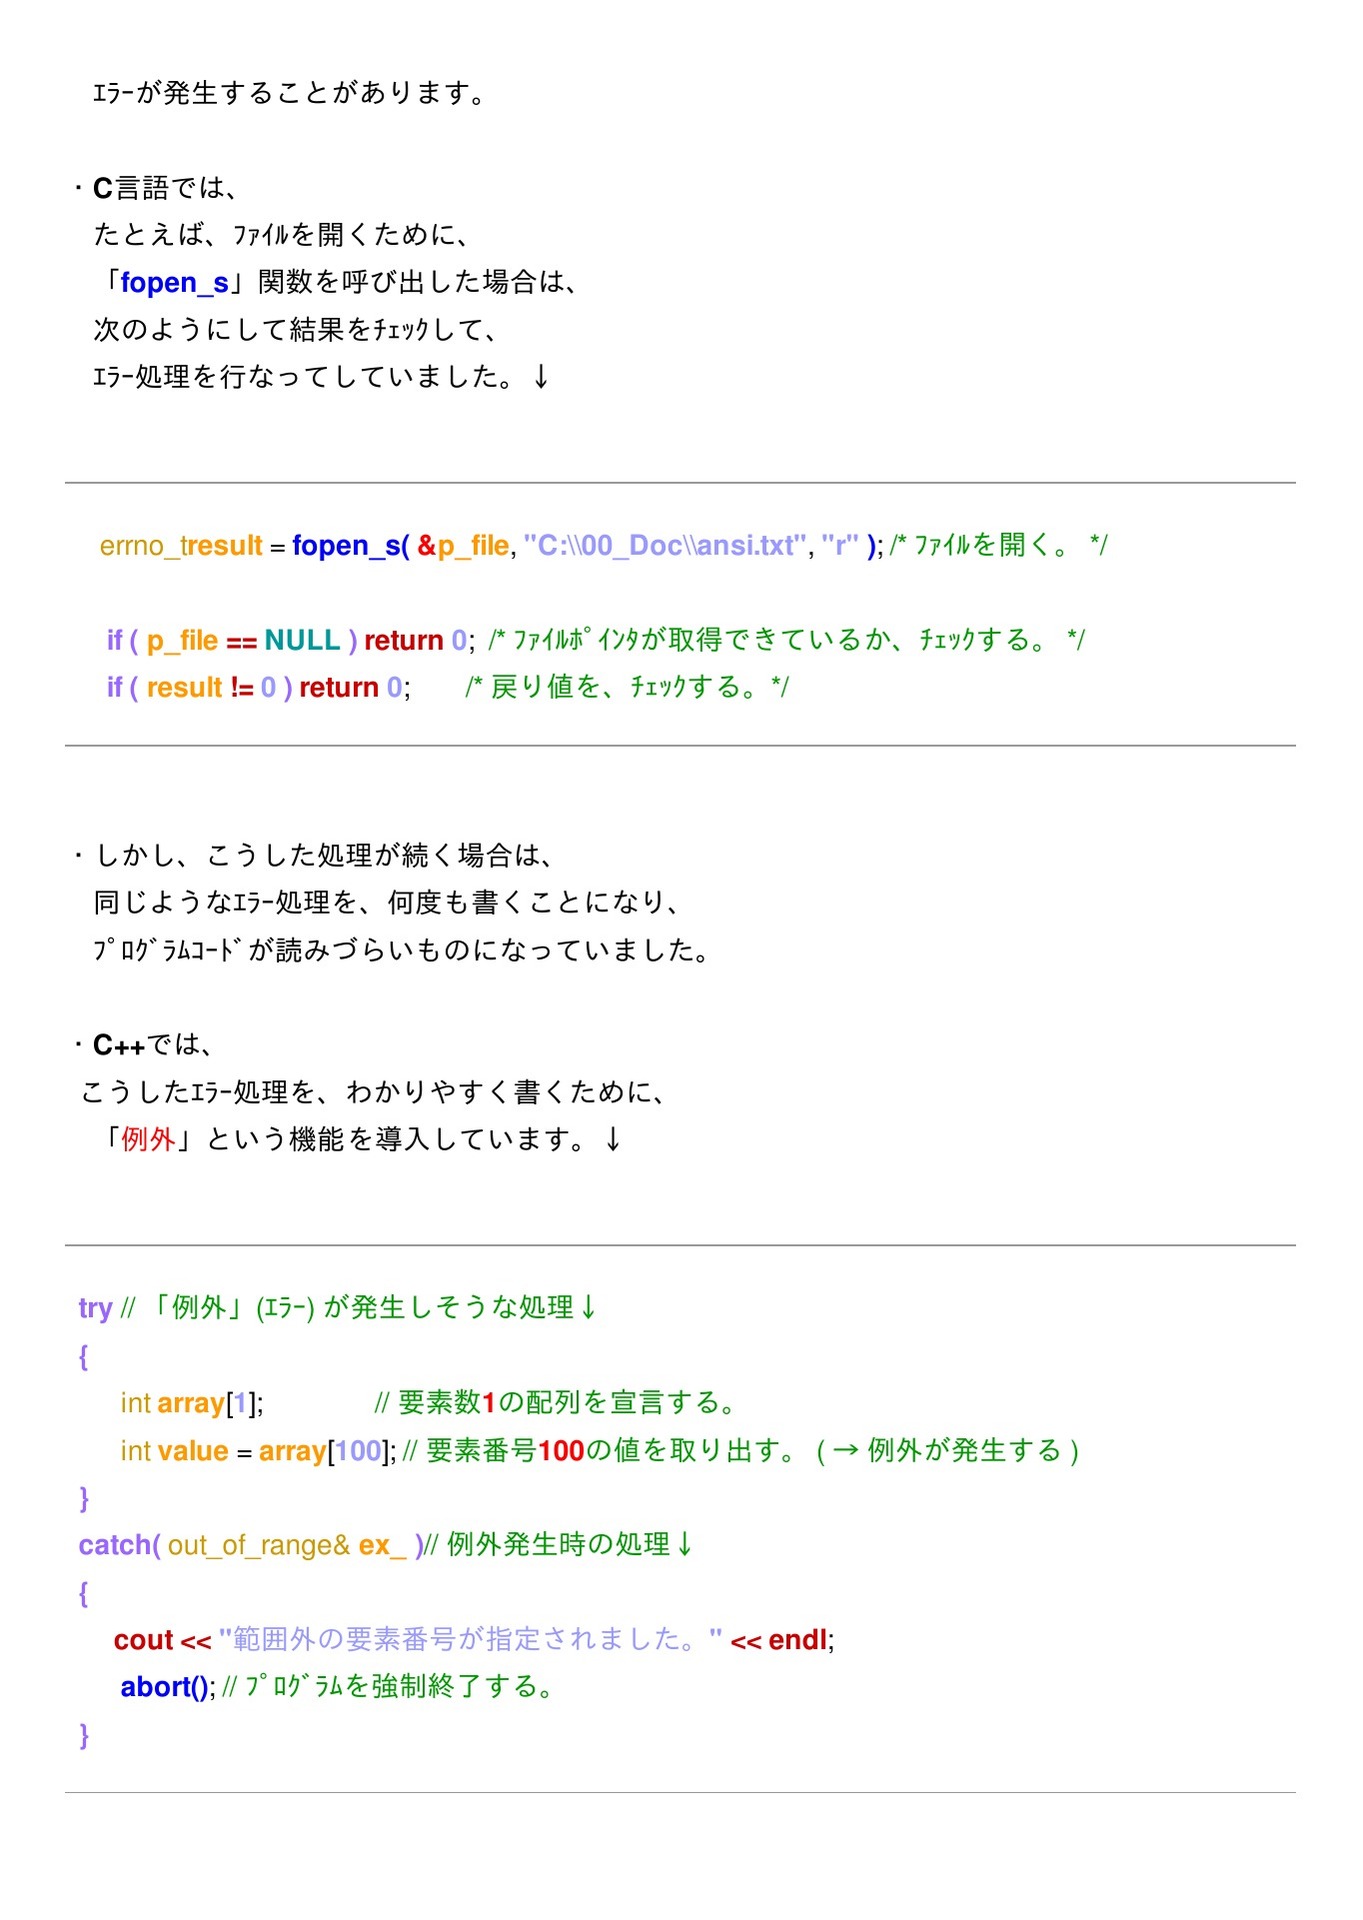 ｴﾗｰが発生することがあります。
・C言語では、
たとえば、ﾌｧｲﾙを開くために、
「fopen_s」関数を呼び出した場合は、
次のようにして結果をﾁｪｯｸして、
ｴﾗｰ処理を行なってしていました。↓
errno_tresult = fopen_s( &p_file, "C:\\00_Doc\\ansi.txt", "r" ); /* ﾌｧｲﾙを開く。 */
if ( p_file == NULL ) return 0; /* ﾌｧｲﾙﾎﾟｲﾝﾀが取得できているか、ﾁｪｯｸする。 */
if ( result != 0 ) return 0; /* 戻り値を、ﾁｪｯｸする。*/
・しかし、こうした処理が続く場合は、
同じようなｴﾗｰ処理を、何度も書くことになり、
ﾌﾟﾛｸﾞﾗﾑｺｰﾄﾞが読みづらいものになっていました。
・C++では、
こうしたｴﾗｰ処理を、わかりやすく書くために、
「例外」という機能を導入しています。↓
try // 「例外」(ｴﾗｰ) が発生しそうな処理↓
{
int array[1]; // 要素数1の配列を宣言する。
int value = array[100]; // 要素番号100の値を取り出す。 ( → 例外が発生する )
}
catch( out_of_range& ex_ )// 例外発生時の処理↓
{
cout << "範囲外の要素番号が指定されました。" << endl;
abort(); // ﾌﾟﾛｸﾞﾗﾑを強制終了する。
}